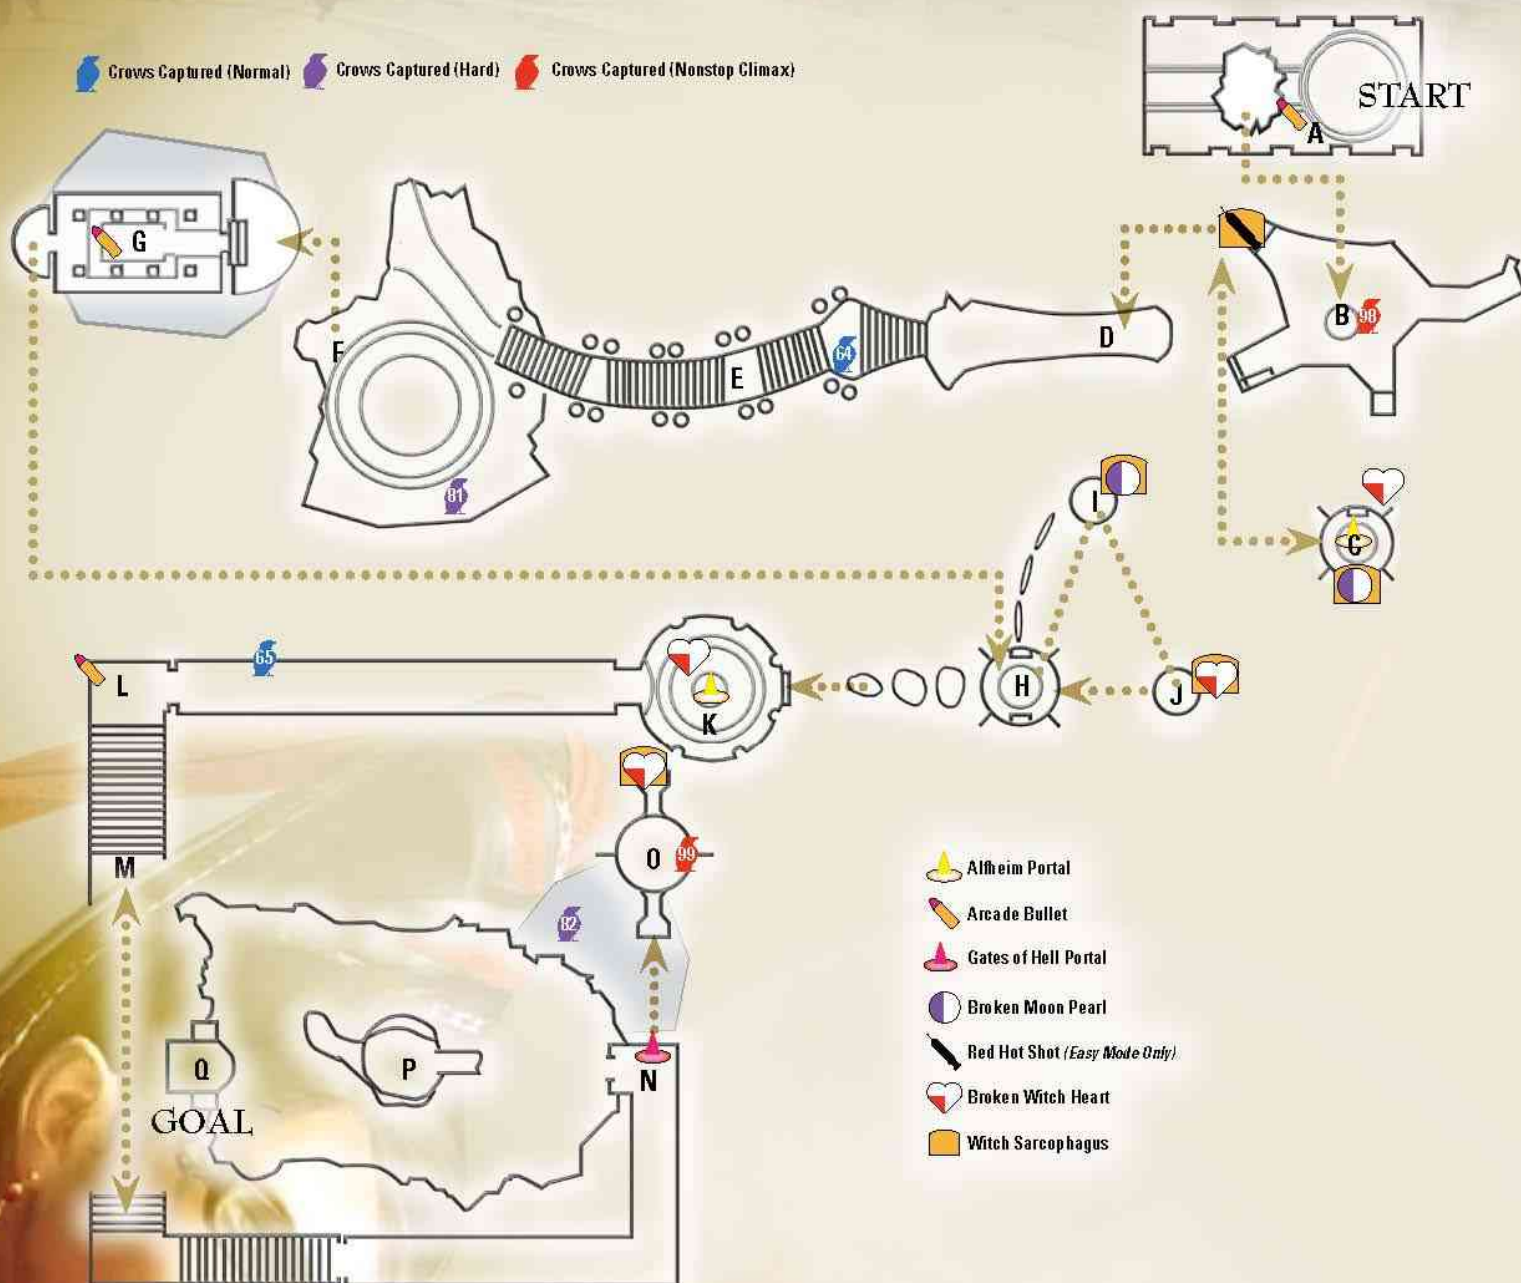 Crows Captured (Normal) Crows Captured (Hard) Crows Captured (Nonstop Climax)
START
A
G
B 98
F
D
64
E
81
I
C
65
K
H
J
L
M
O 99
82
Alfheim Portal
Arcade Bullet
Gates of Hell Portal
Broken Moon Pearl
Red Hot Shot (Easy Mode Only)
Broken Witch Heart
Witch Sarcophagus
Q
P
N
GOAL